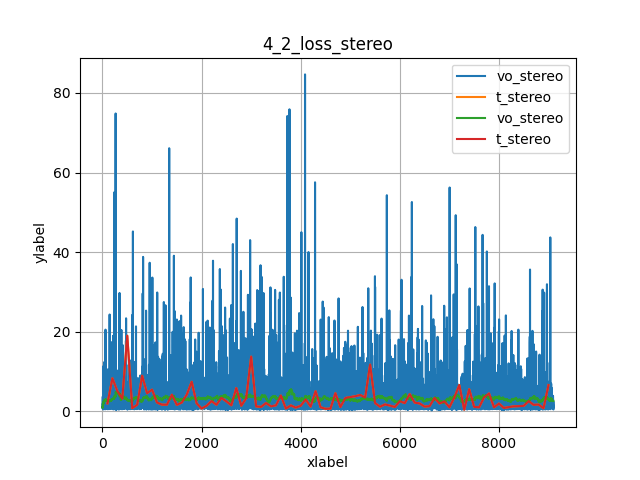 4_2_loss_stereo
vo_stereo
t_stereo
vo_stereo
t_stereo
ylabel
80
60
40
20
0
0 2000 4000 6000 8000
xlabel